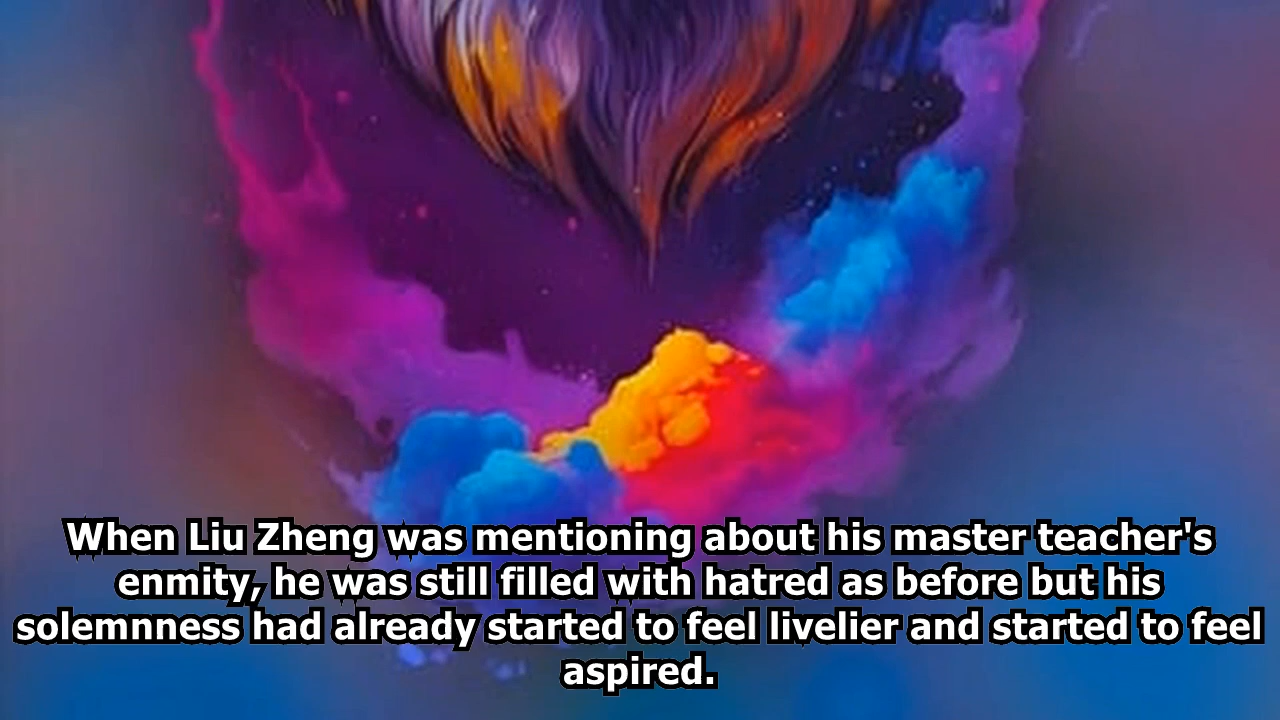 When Liu Zheng was mentioning about his master teacher's
enmity, he was still filled with hatred as before but his
solemnness had already started to feel livelier and started to feel
aspired.